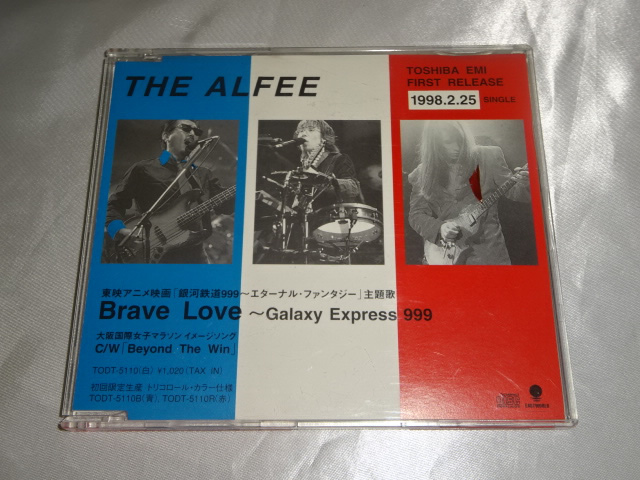 THE ALFEE
TOSHIBA EMI
FIRST RELEASE
1998.2.25 SINGLE
東映アニメ映画「銀河鉄道999〜エターナル・ファンタジー」主題歌
Brave Love 〜Galaxy Express 999
大阪国際女子マラソン イメージソング
C/W「Beyond The Win」
TODT-5110(白) ¥1,020(TAX IN)
初回限定生産 トリコロール・カラー仕様
TODT-5110B(青), TODT-5110R(赤)